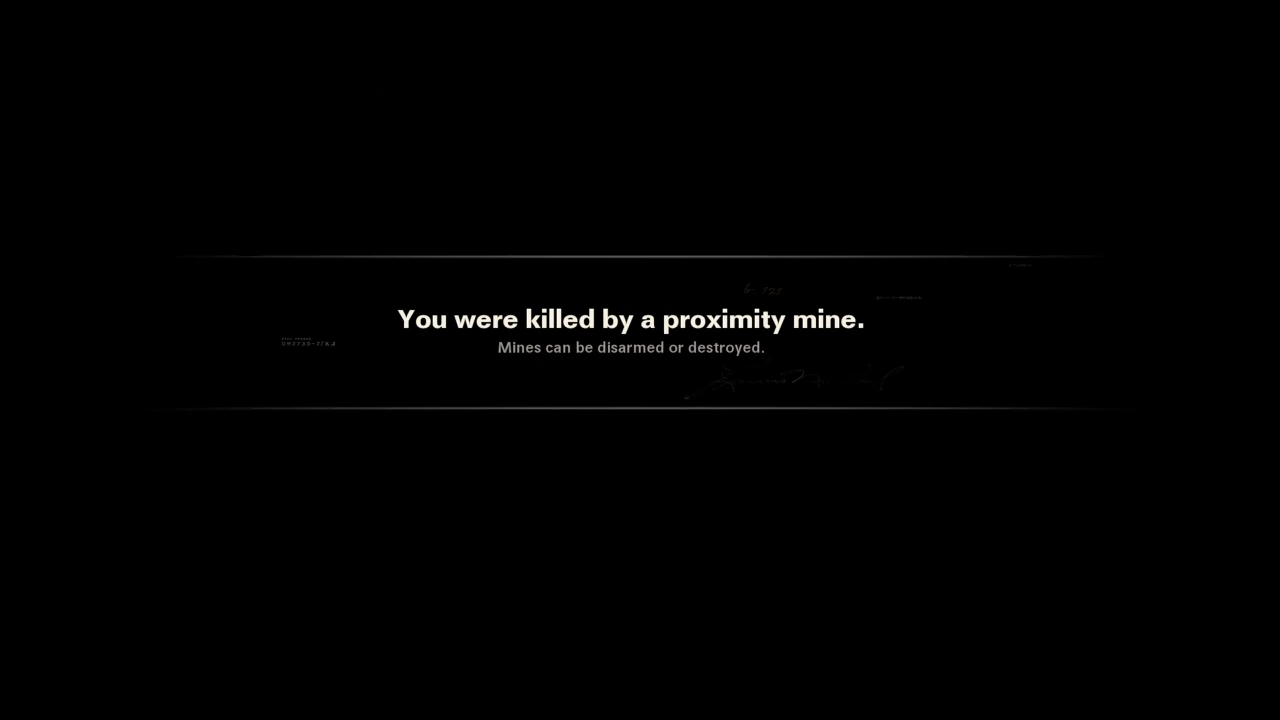 You were killed by a proximity mine.
Mines can be disarmed or destroyed.